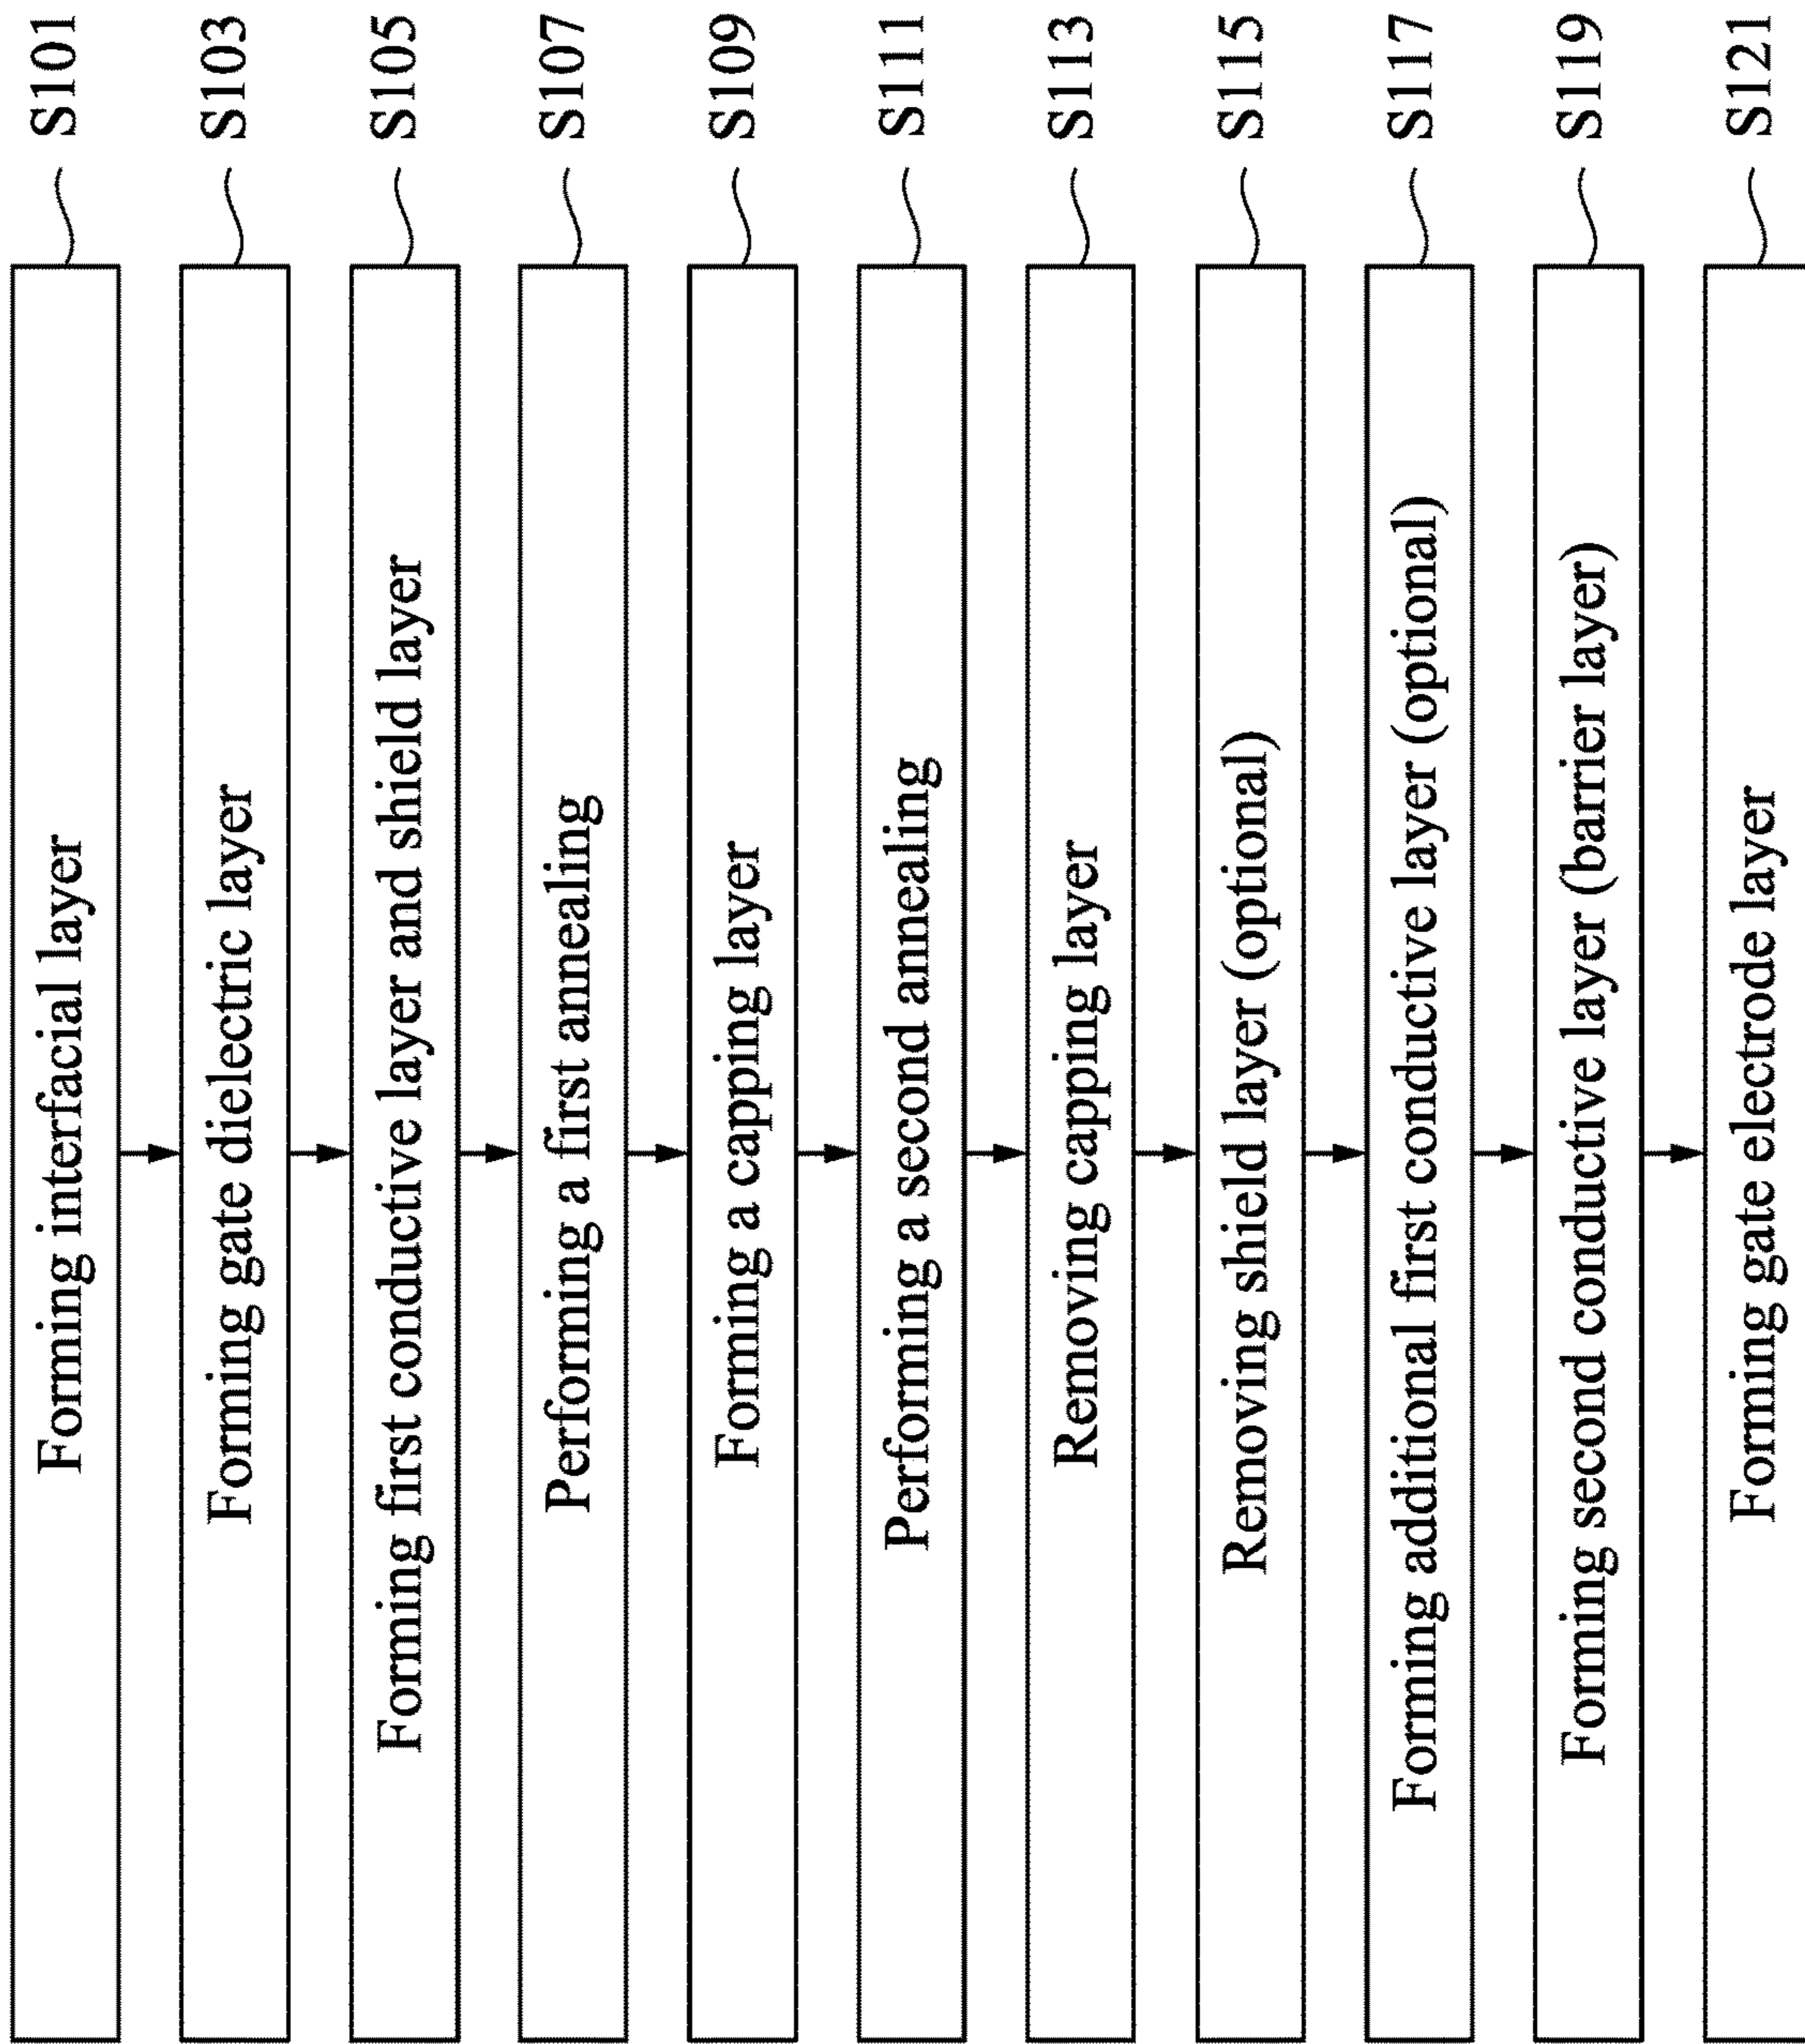 Forming interfacial layer S101
Forming gate dielectric layer S103
Forming first conductive layer and shield layer S105
Performing a first annealing S107
Forming a capping layer S109
Performing a second annealing S111
Removing capping layer S113
Removing shield layer (optional) S115
Forming additional first conductive layer (optional) S117
Forming second conductive layer (barrier layer) S119
Forming gate electrode layer S121